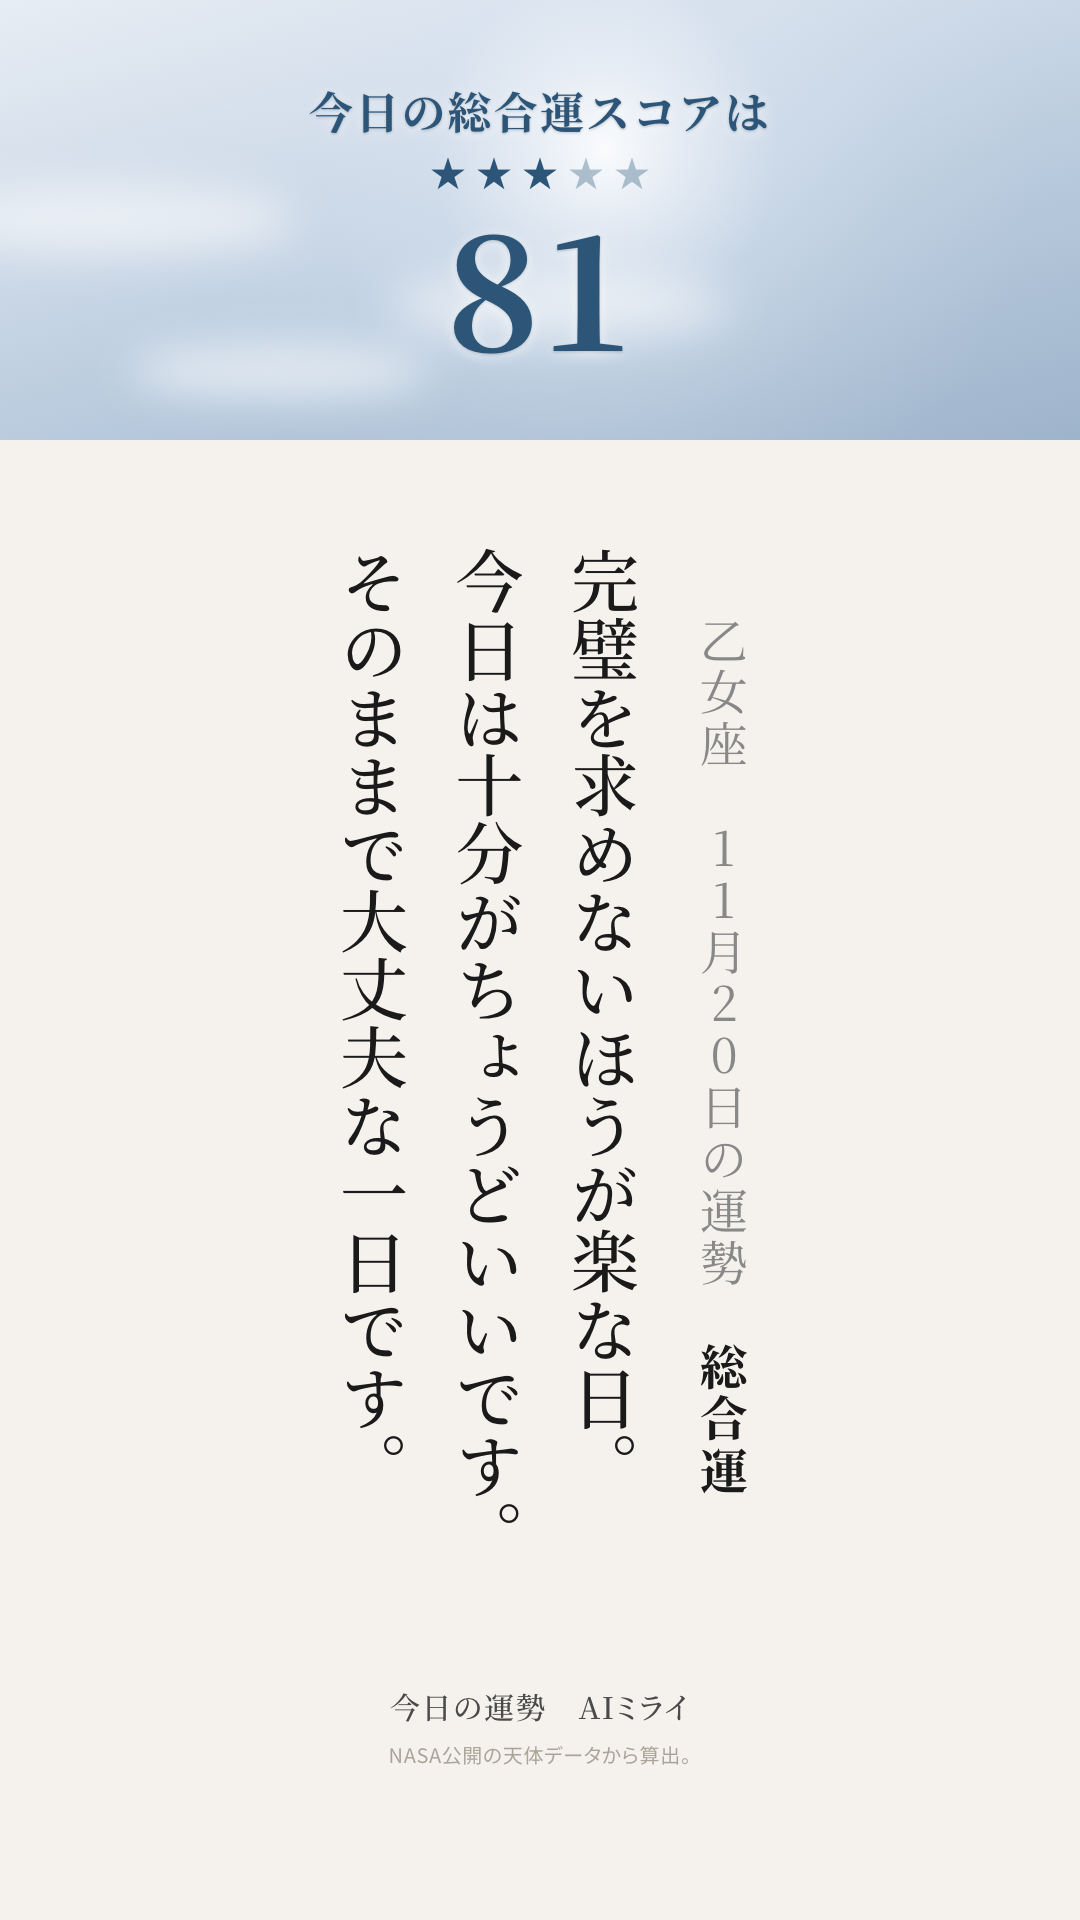 今日の総合運スコアは
★★★★★
81
乙女座　11月20日の運勢　総合運
完璧を求めないほうが楽な日。
今日は十分がちょうどいいです。
そのままで大丈夫な一日です。
今日の運勢　AIミライ
NASA公開の天体データから算出。